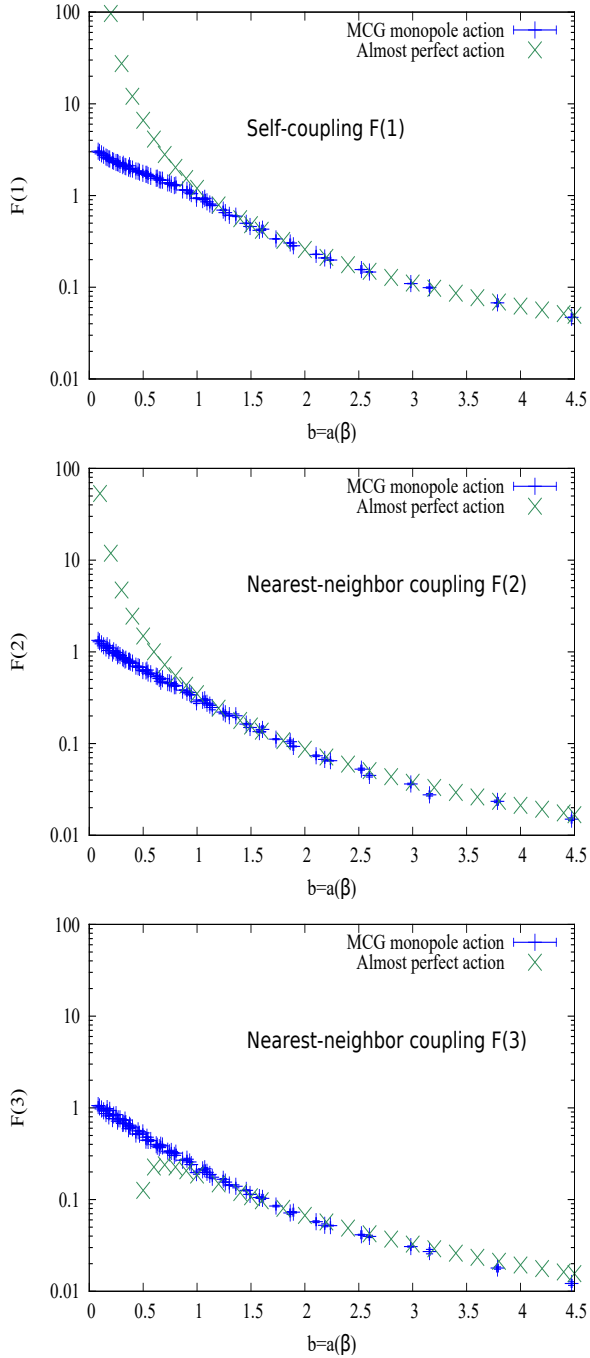 100
MCG monopole action
Almost perfect action
10
Self-coupling F(1)
F(1)
1
0.1
0.01
0 0.5 1 1.5 2 2.5 3 3.5 4 4.5
b=a(β)
100
MCG monopole action
Almost perfect action
10
Nearest-neighbor coupling F(2)
F(2)
1
0.1
0.01
0 0.5 1 1.5 2 2.5 3 3.5 4 4.5
b=a(β)
100
MCG monopole action
Almost perfect action
10
Nearest-neighbor coupling F(3)
F(3)
1
0.1
0.01
0 0.5 1 1.5 2 2.5 3 3.5 4 4.5
b=a(β)